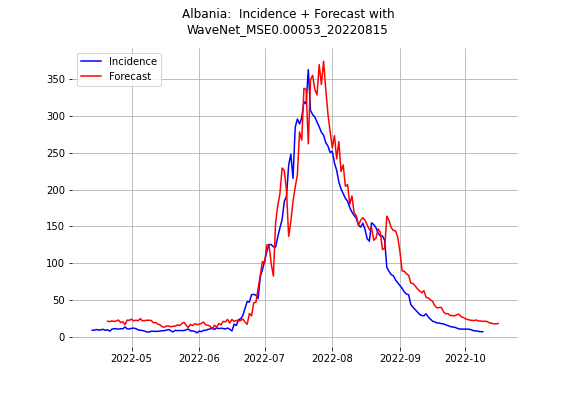 Albania:  Incidence + Forecast with
WaveNet_MSE0.00053_20220815
Incidence
Forecast
350
300
250
200
150
100
50
0
2022-05 2022-06 2022-07 2022-08 2022-09 2022-10